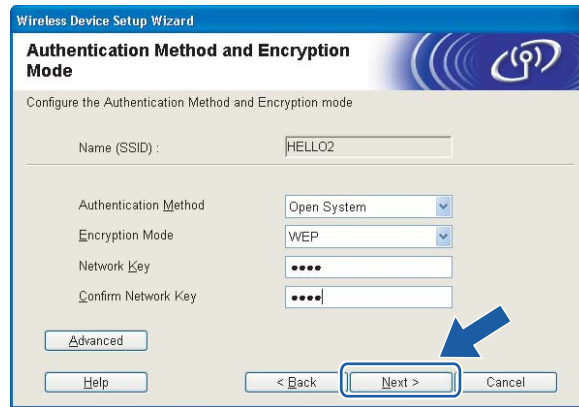 Wireless Device Setup Wizard
Authentication Method and Encryption
Mode
Configure the Authentication Method and Encryption mode
Name (SSID) : HELLO2
Authentication Method Open System
Encryption Mode WEP
Network Key ••••
Confirm Network Key ••••
Advanced
Help < Back Next > Cancel